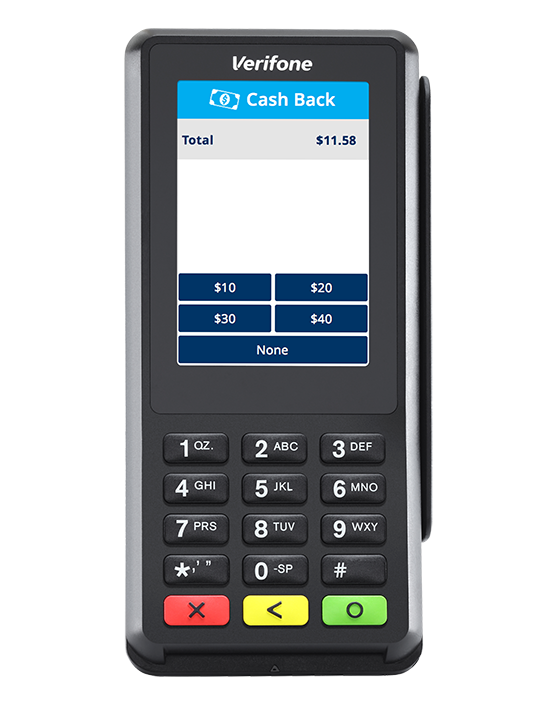 Verifone
Cash Back
Total $11.58
$10 $20
$30 $40
None
1 QZ. 2 ABC 3 DEF
4 GHI 5 JKL 6 MNO
7 PRS 8 TUV 9 WXY
*,'" 0 -SP #
X < O